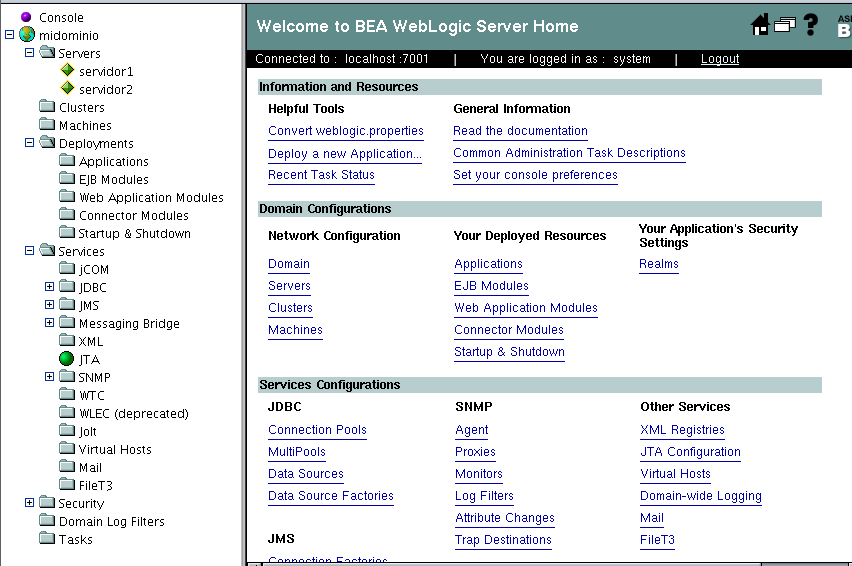 Console
midominio
Servers
servidor1
servidor2
Clusters
Machines
Deployments
Applications
EJB Modules
Web Application Modules
Connector Modules
Startup & Shutdown
Services
jCOM
JDBC
JMS
Messaging Bridge
XML
JTA
SNMP
WTC
WLEC (deprecated)
Jolt
Virtual Hosts
Mail
FileT3
Security
Domain Log Filters
Tasks
Welcome to BEA WebLogic Server Home
Connected to : localhost :7001 | You are logged in as : system | Logout
Information and Resources
Helpful Tools
Convert weblogic.properties
Deploy a new Application...
Recent Task Status
General Information
Read the documentation
Common Administration Task Descriptions
Set your console preferences
Domain Configurations
Network Configuration
Domain
Servers
Clusters
Machines
Your Deployed Resources
Applications
EJB Modules
Web Application Modules
Connector Modules
Startup & Shutdown
Your Application's Security
Settings
Realms
Services Configurations
JDBC
Connection Pools
MultiPools
Data Sources
Data Source Factories
JMS
Connection Factories
SNMP
Agent
Proxies
Monitors
Log Filters
Attribute Changes
Trap Destinations
Other Services
XML Registries
JTA Configuration
Virtual Hosts
Domain-wide Logging
Mail
FileT3